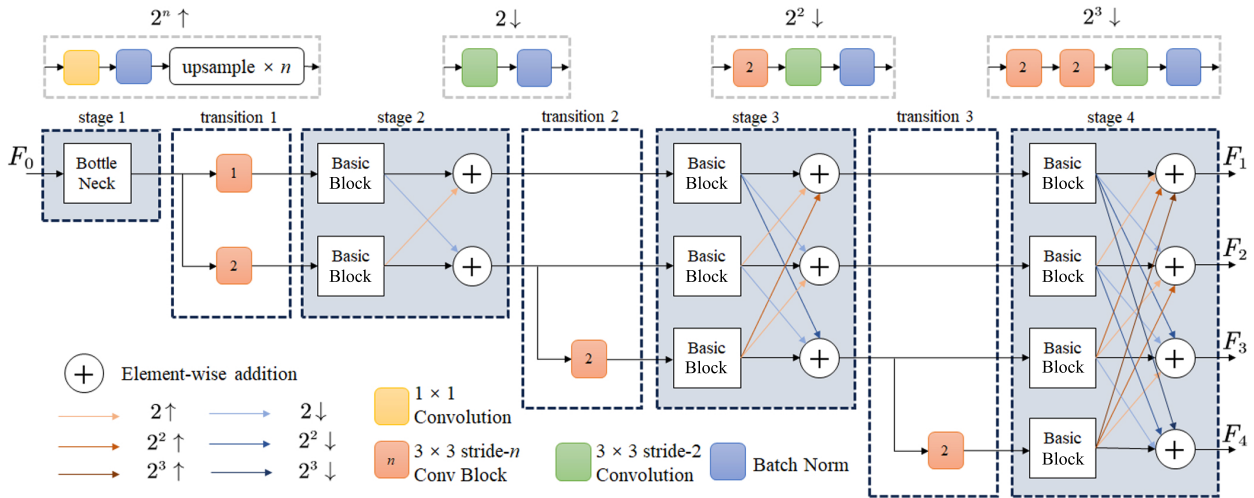 2ⁿ ↑
2 ↓
2² ↓
2³ ↓
upsample × n
2
2
2
stage 1
transition 1
stage 2
transition 2
stage 3
transition 3
stage 4
F₀
Bottle
Neck
1
2
Basic
Block
Basic
Block
2
Basic
Block
Basic
Block
Basic
Block
2
Basic
Block
Basic
Block
Basic
Block
Basic
Block
F₁
F₂
F₃
F₄
Element-wise addition
2 ↑
2 ↓
2² ↑
2² ↓
2³ ↑
2³ ↓
1 × 1
Convolution
n
3 × 3 stride-n
Conv Block
3 × 3 stride-2
Convolution
Batch Norm